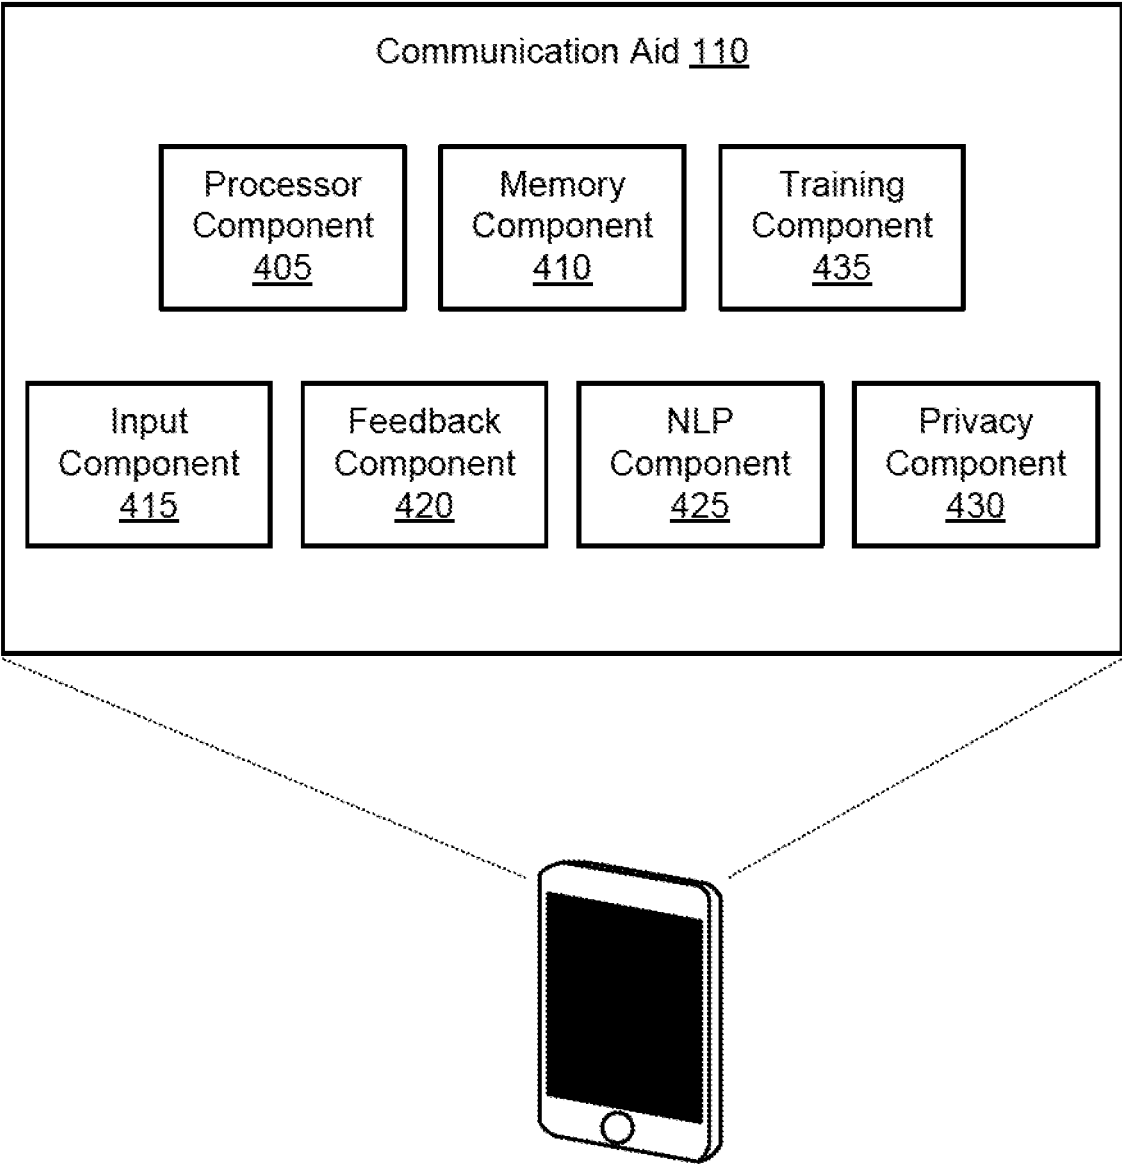 Communication Aid 110
Processor
Component
405
Memory
Component
410
Training
Component
435
Input
Component
415
Feedback
Component
420
NLP
Component
425
Privacy
Component
430